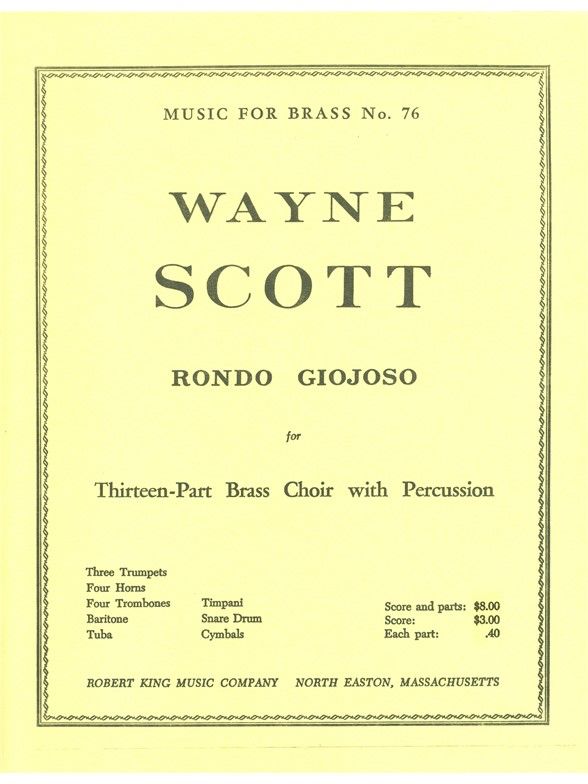 MUSIC FOR BRASS No. 76
WAYNE
SCOTT
RONDO GIOJOSO
for
Thirteen-Part Brass Choir with Percussion
Three Trumpets
Four Horns
Four Trombones
Baritone
Tuba
Timpani
Snare Drum
Cymbals
Score and parts: $8.00
Score: $3.00
Each part: .40
ROBERT KING MUSIC COMPANY NORTH EASTON, MASSACHUSETTS